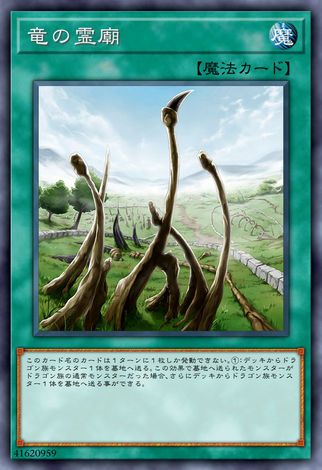 竜の霊廟
魔
【魔法カード】
このカード名のカードは１ターンに１枚しか発動できない。①：デッキからドラ
ゴン族モンスター１体を墓地へ送る。この効果で墓地へ送られたモンスターが
ドラゴン族の通常モンスターだった場合、さらにデッキからドラゴン族モンス
ター１体を墓地へ送る事ができる。
41620959